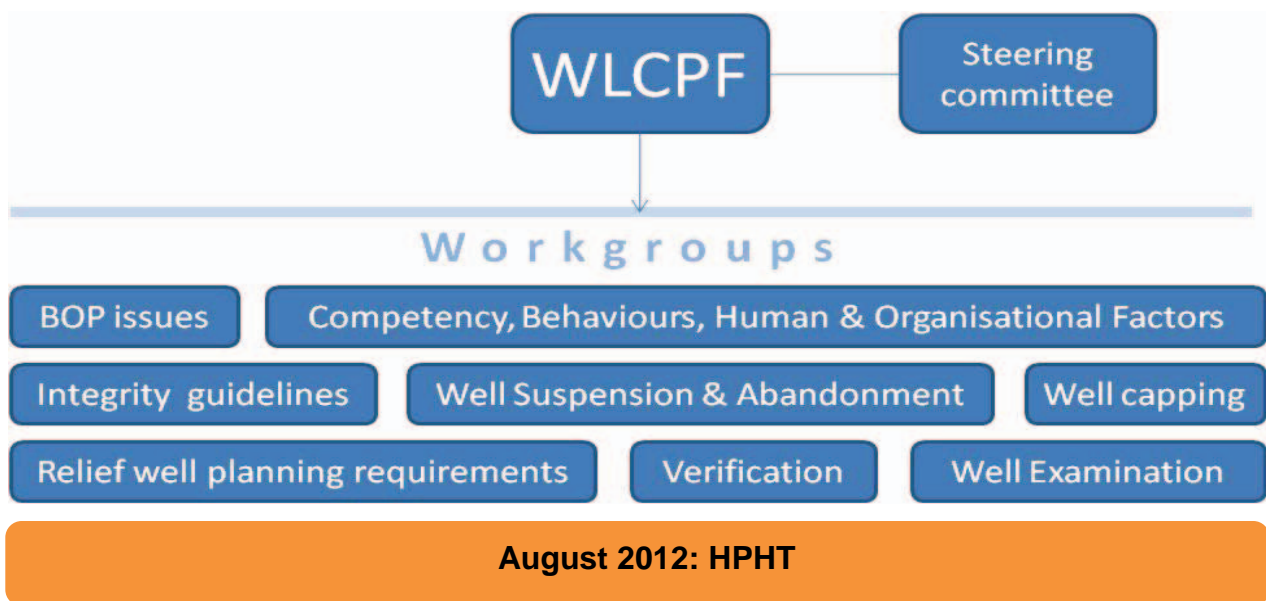 WLCPF
Steering
committee
Workgroups
BOP issues
Competency, Behaviours, Human & Organisational Factors
Integrity guidelines
Well Suspension & Abandonment
Well capping
Relief well planning requirements
Verification
Well Examination
August 2012: HPHT